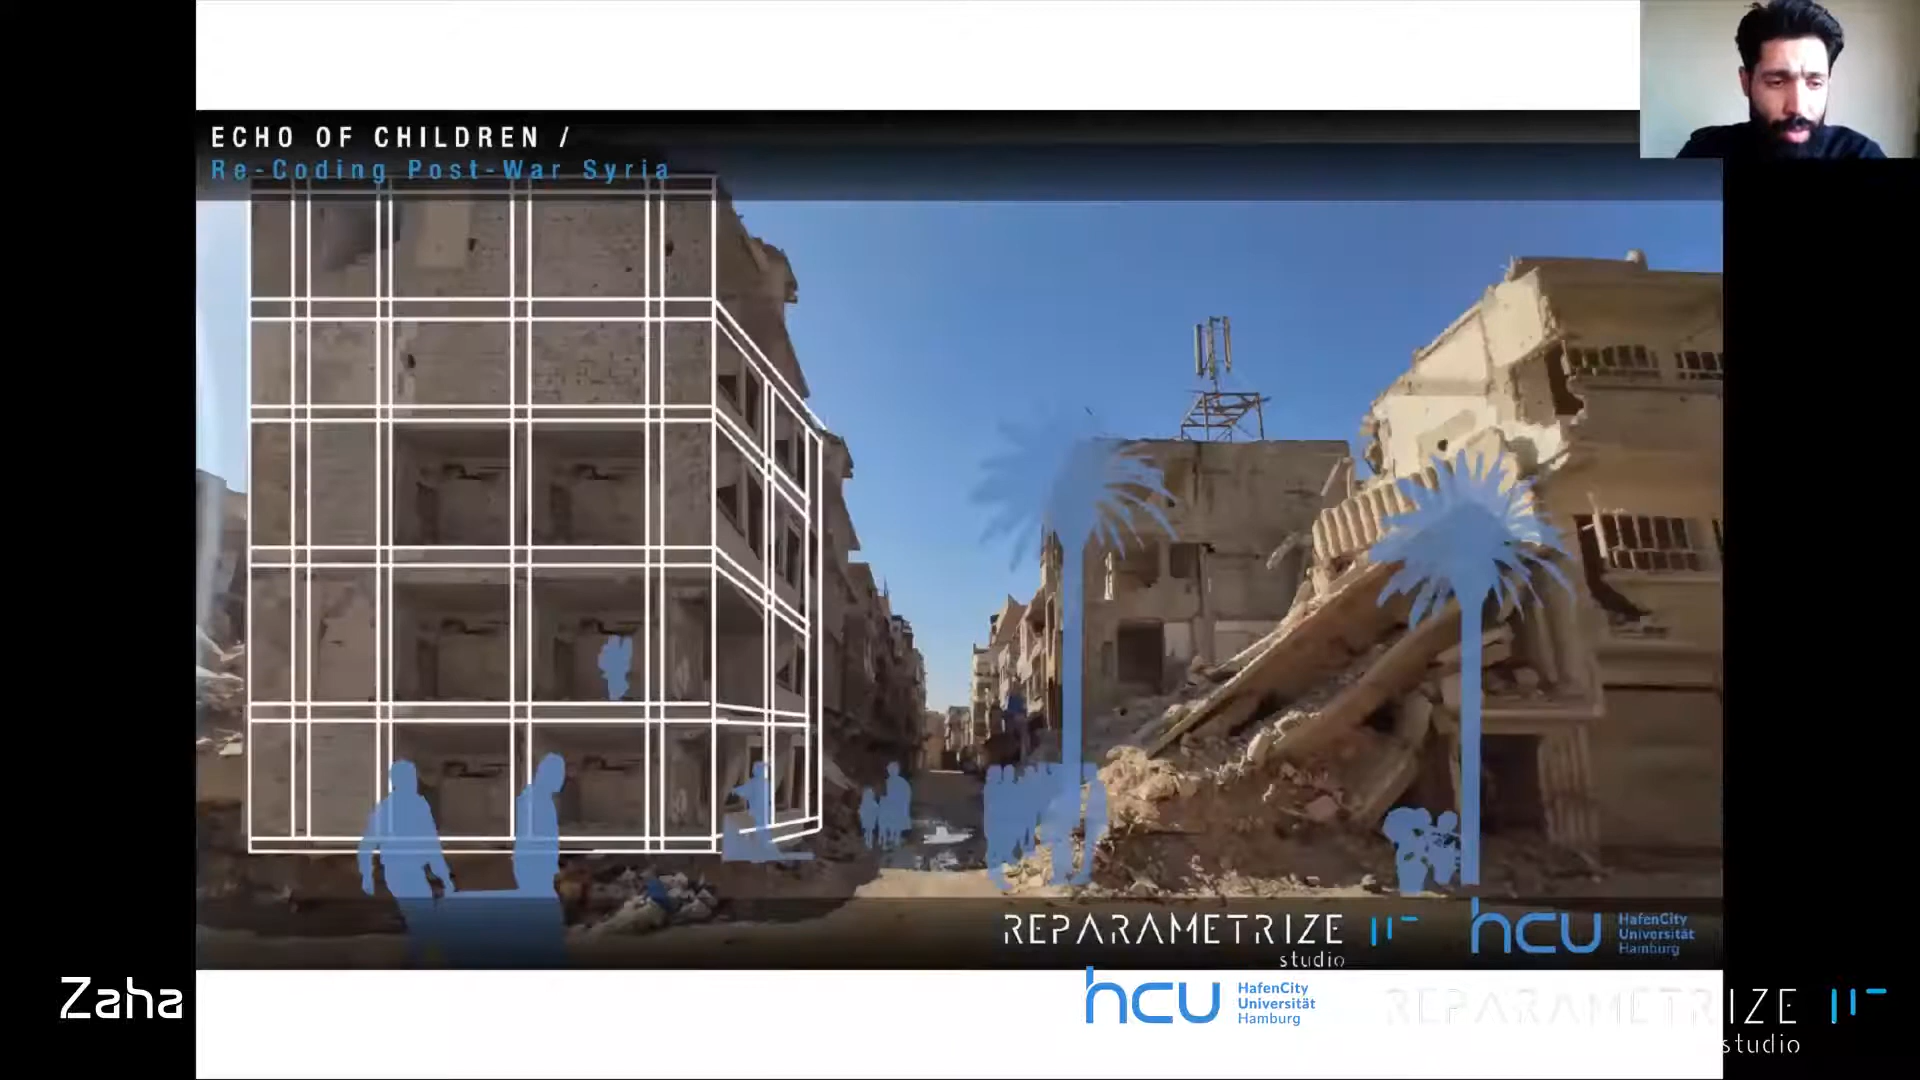 ECHO OF CHILDREN /
Re-Coding Post-War Syria
REPARAMETRIZE
studio
hcu
HafenCity
Universität
Hamburg
Zaha
hcu
HafenCity
Universität
Hamburg
REPARAMETRIZE
studio